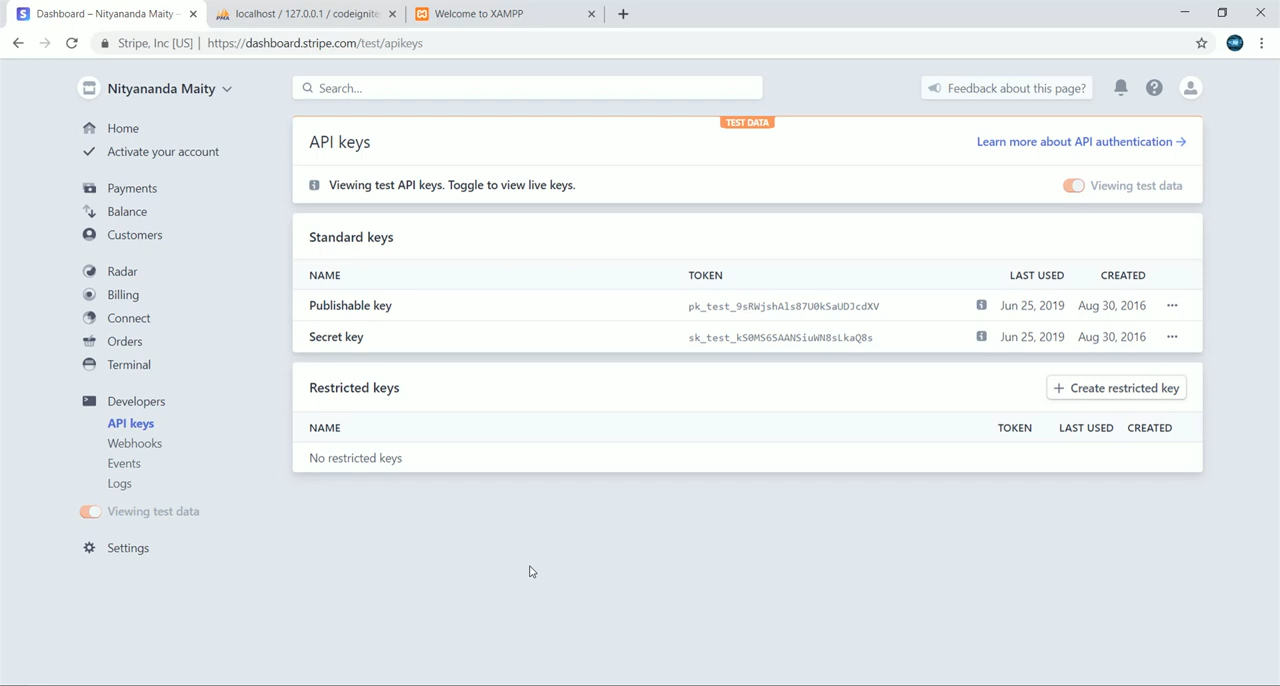 Dashboard – Nityananda Maity –
localhost / 127.0.0.1 / codeignite
Welcome to XAMPP
Stripe, Inc [US] | https://dashboard.stripe.com/test/apikeys
Nityananda Maity
Search...
Feedback about this page?
Home
Activate your account
Payments
Balance
Customers
Radar
Billing
Connect
Orders
Terminal
Developers
API keys
Webhooks
Events
Logs
Viewing test data
Settings
TEST DATA
API keys
Learn more about API authentication
Viewing test API keys. Toggle to view live keys.
Viewing test data
Standard keys
NAME TOKEN LAST USED CREATED
Publishable key pk_test_9sRWjshAls87U0kSaUDJcdXV Jun 25, 2019 Aug 30, 2016
Secret key sk_test_kS0MS6SAANSiuWN8sLkaQ8s Jun 25, 2019 Aug 30, 2016
Restricted keys
+ Create restricted key
NAME TOKEN LAST USED CREATED
No restricted keys